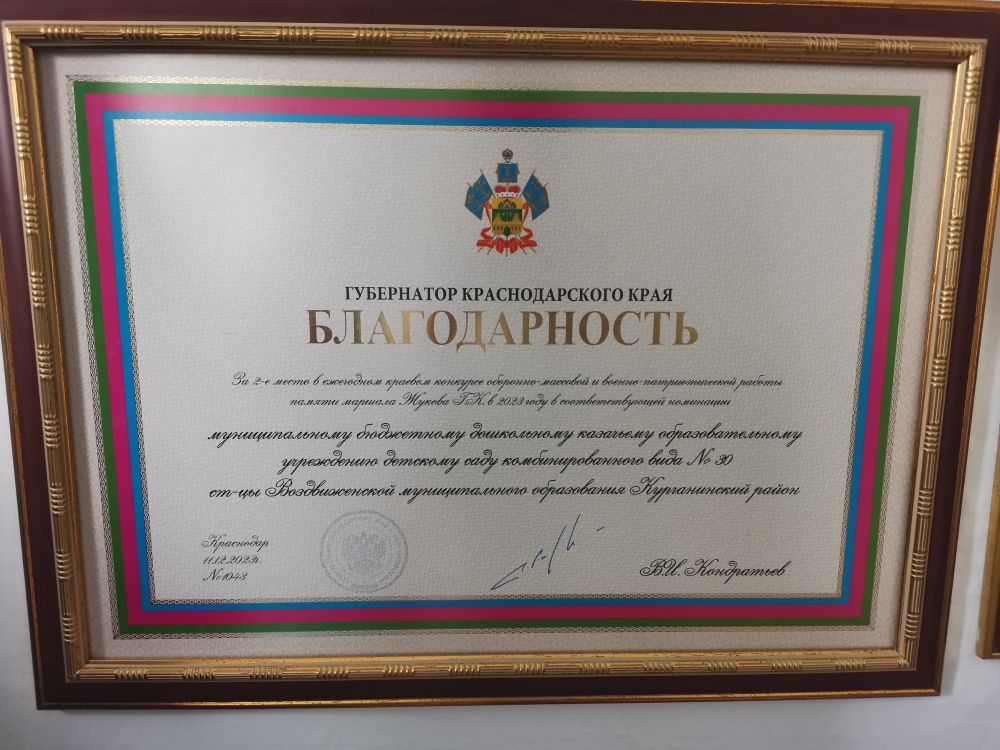 ГУБЕРНАТОР КРАСНОДАРСКОГО КРАЯ
БЛАГОДАРНОСТЬ
За 2-е место в ежегодном краевом конкурсе оборонно-массовой и военно-патриотической работы
памяти маршала Жукова Г.К. в 2023 году в соответствующей номинации
муниципальному бюджетному дошкольному казачьему образовательному
учреждению детскому саду комбинированного вида № 30
ст-цы Воздвиженской муниципального образования Курганинский район
Краснодар
11.12.2023г.
№1043
В.И. Кондратьев